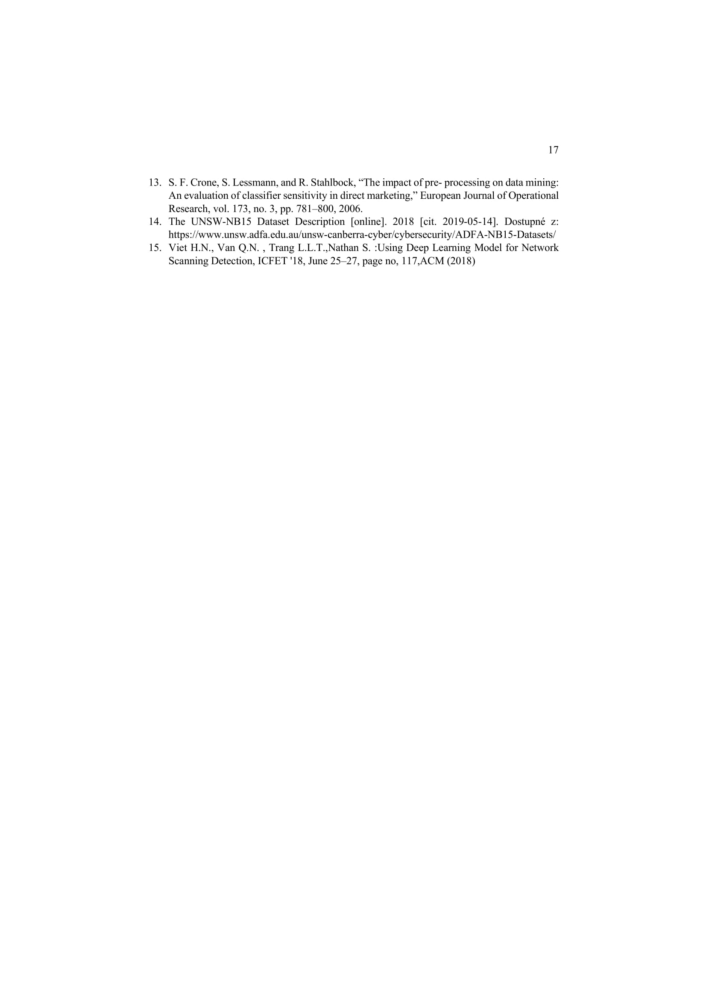 17
13. S. F. Crone, S. Lessmann, and R. Stahlbock, “The impact of pre- processing on data mining:
An evaluation of classifier sensitivity in direct marketing,” European Journal of Operational
Research, vol. 173, no. 3, pp. 781–800, 2006.
14. The UNSW-NB15 Dataset Description [online]. 2018 [cit. 2019-05-14]. Dostupné z:
https://www.unsw.adfa.edu.au/unsw-canberra-cyber/cybersecurity/ADFA-NB15-Datasets/
15. Viet H.N., Van Q.N. , Trang L.L.T.,Nathan S. :Using Deep Learning Model for Network
Scanning Detection, ICFET '18, June 25–27, page no, 117,ACM (2018)